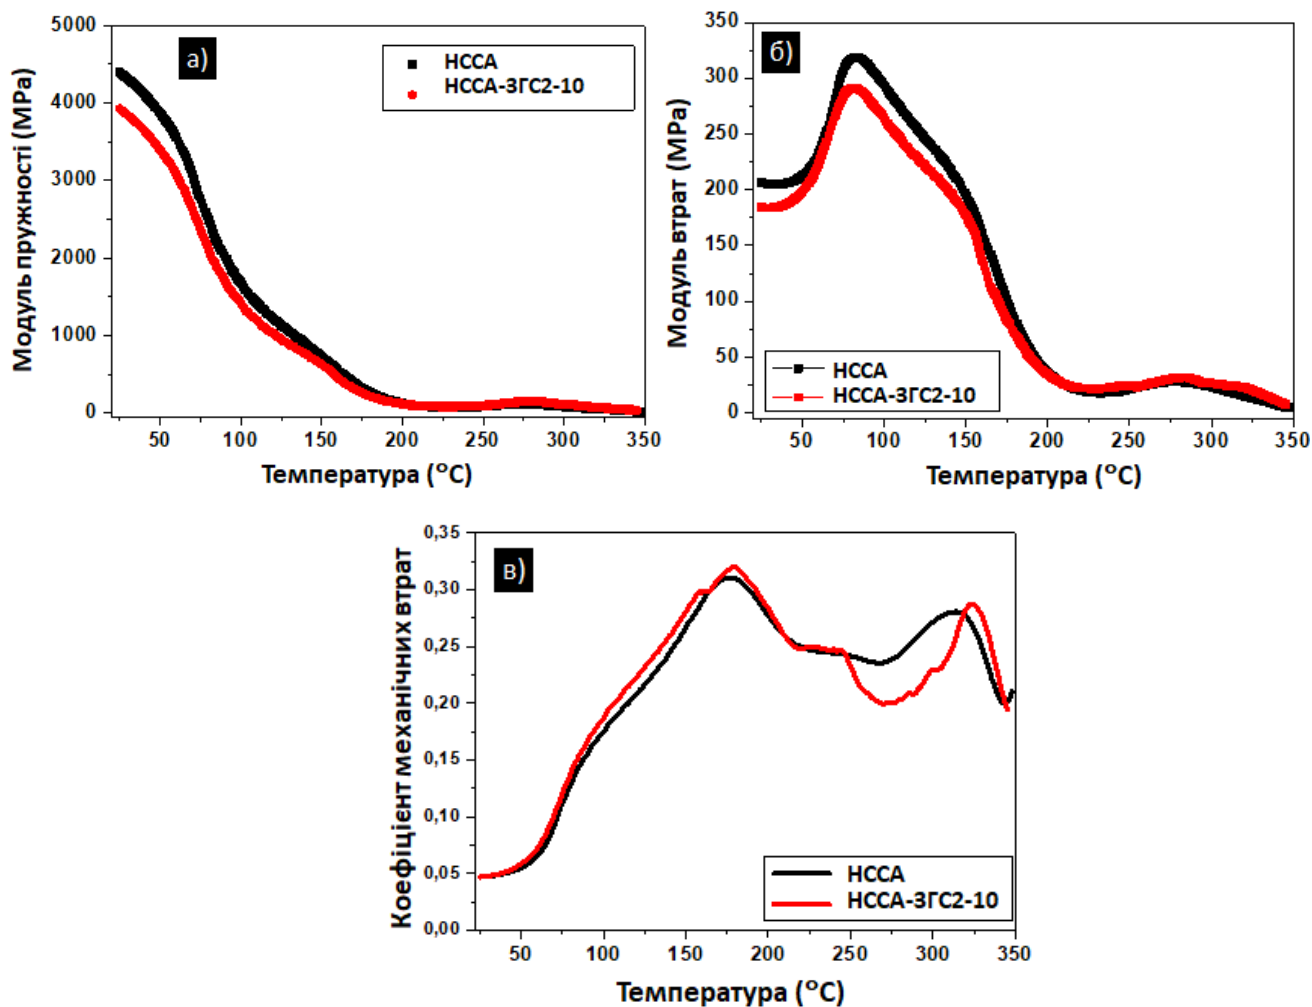 а)
НССА
НССА-ЗГС2-10
Модуль пружності (MPa)
5000
4000
3000
2000
1000
0
50 100 150 200 250 300 350
Температура (°C)
б)
Модуль втрат (MPa)
350
300
250
200
150
100
50
0
НССА
НССА-ЗГС2-10
50 100 150 200 250 300 350
Температура (°C)
в)
Коефіцієнт механічних втрат
0,35
0,30
0,25
0,20
0,15
0,10
0,05
0,00
НССА
НССА-ЗГС2-10
50 100 150 200 250 300 350
Температура (°C)